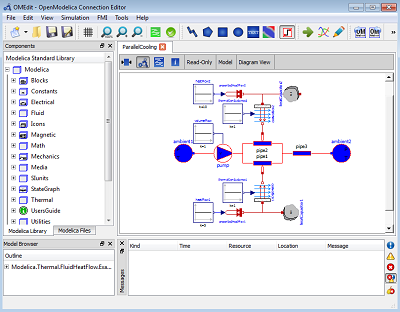 OMEdit - OpenModelica Connection Editor
File Edit View Simulation FMI Tools Help
Components
Modelica Standard Library
Modelica
Blocks
Constants
Electrical
Fluid
Icons
Magnetic
Math
Mechanics
Media
SIunits
StateGraph
Thermal
UsersGuide
Utilities
Modelica Library Modelica Files
Model Browser
Outline
Modelica.Thermal.FluidHeatFlow.Exa...
ParallelCooling
Read-Only Model Diagram View
TEXT
ambient1
pump
pipe2
pipe1
pipe3
ambient2
Messages
Kind Time Resource Location Message